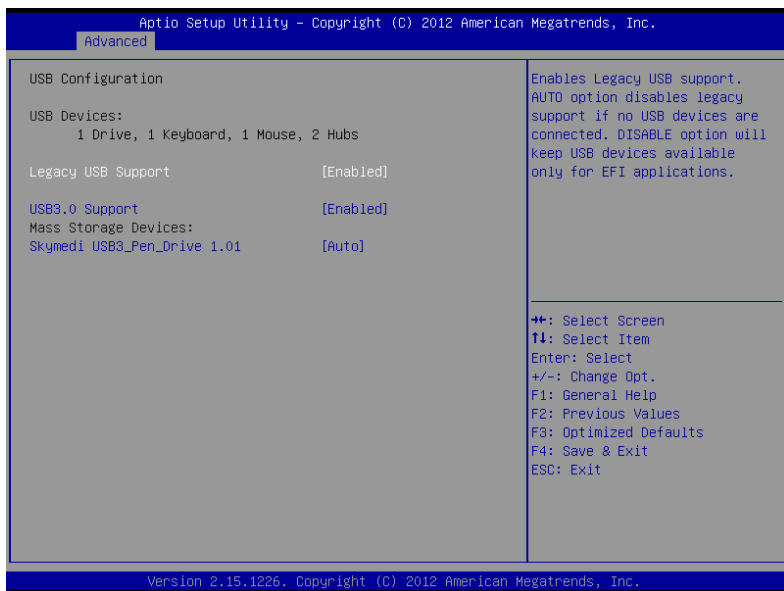 Aptio Setup Utility – Copyright (C) 2012 American Megatrends, Inc.
Advanced
USB Configuration
USB Devices:
1 Drive, 1 Keyboard, 1 Mouse, 2 Hubs
Legacy USB Support [Enabled]
USB3.0 Support [Enabled]
Mass Storage Devices:
Skymedi USB3_Pen_Drive 1.01 [Auto]
Enables Legacy USB support.
AUTO option disables legacy
support if no USB devices are
connected. DISABLE option will
keep USB devices available
only for EFI applications.
→←: Select Screen
↑↓: Select Item
Enter: Select
+/-: Change Opt.
F1: General Help
F2: Previous Values
F3: Optimized Defaults
F4: Save & Exit
ESC: Exit
Version 2.15.1226. Copyright (C) 2012 American Megatrends, Inc.